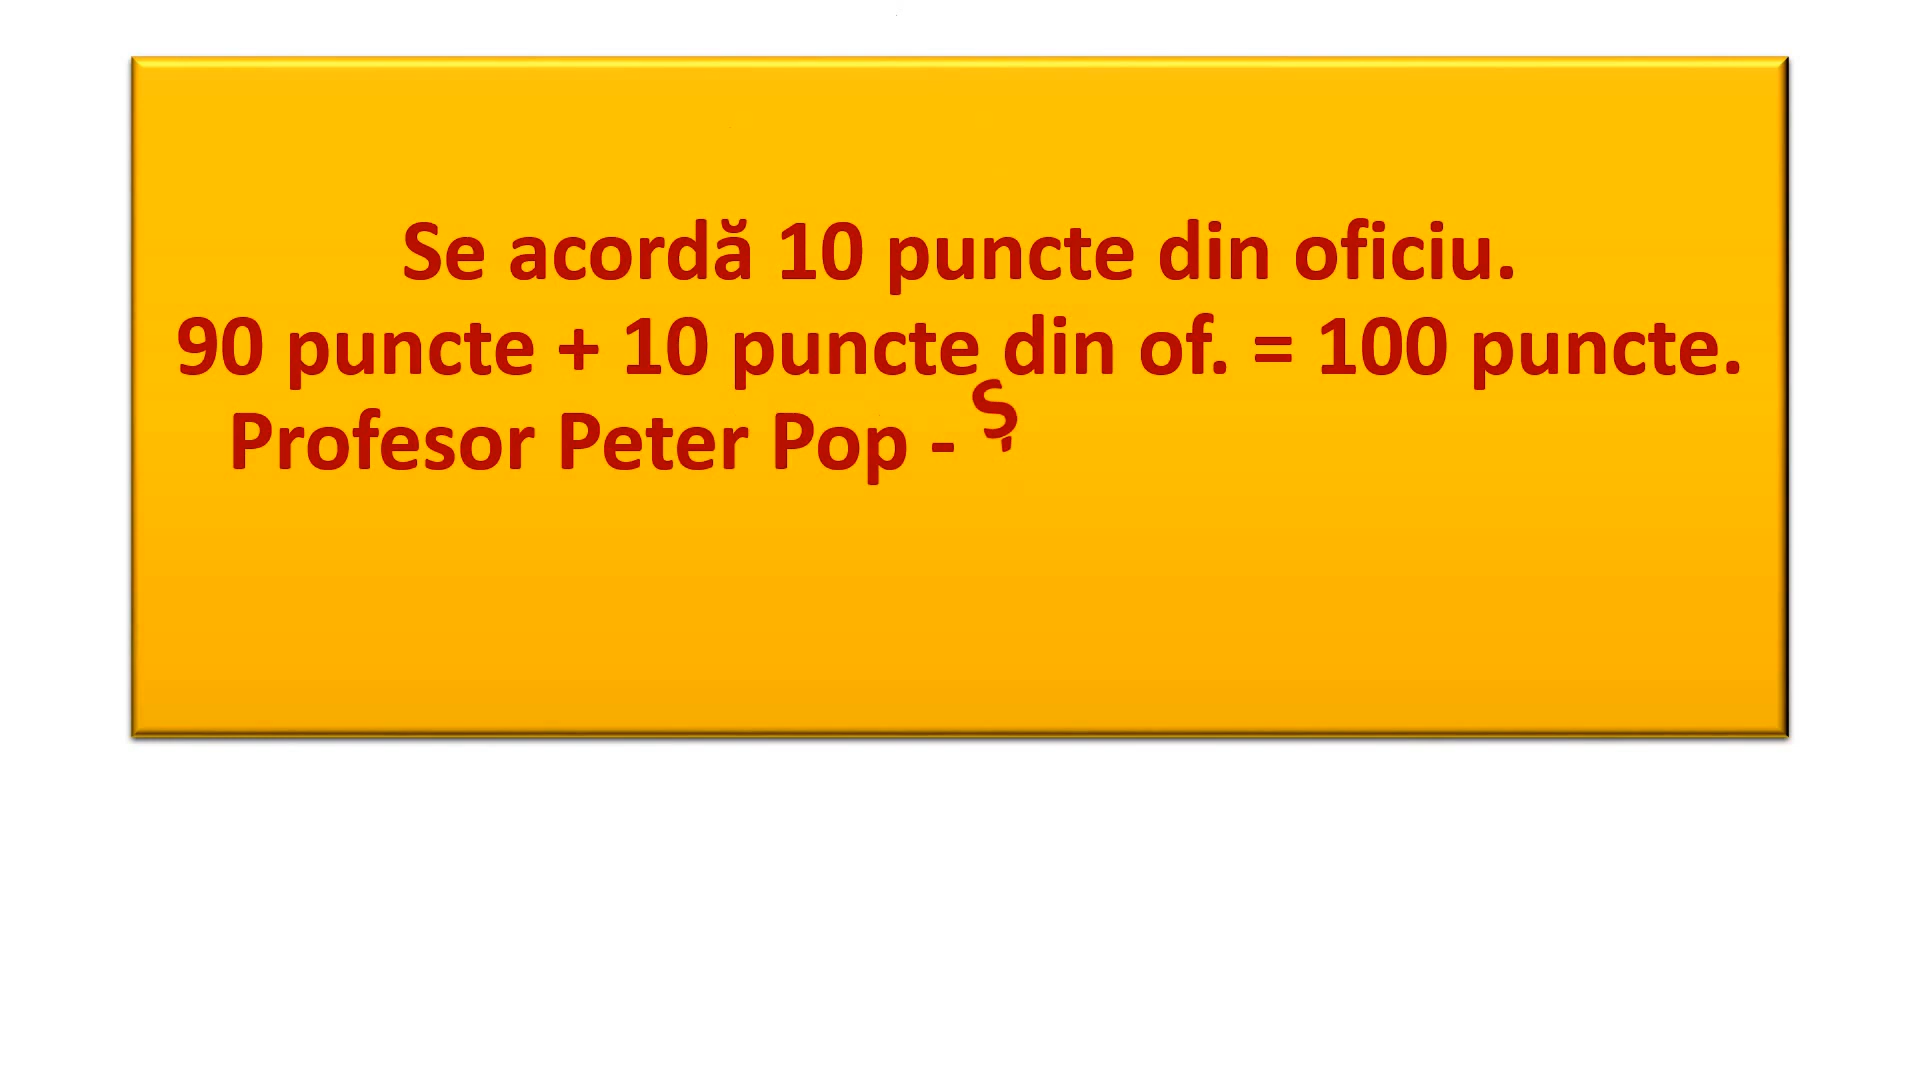 Se acordă 10 puncte din oficiu.
90 puncte + 10 puncte din of. = 100 puncte.
Profesor Peter Pop - Ș